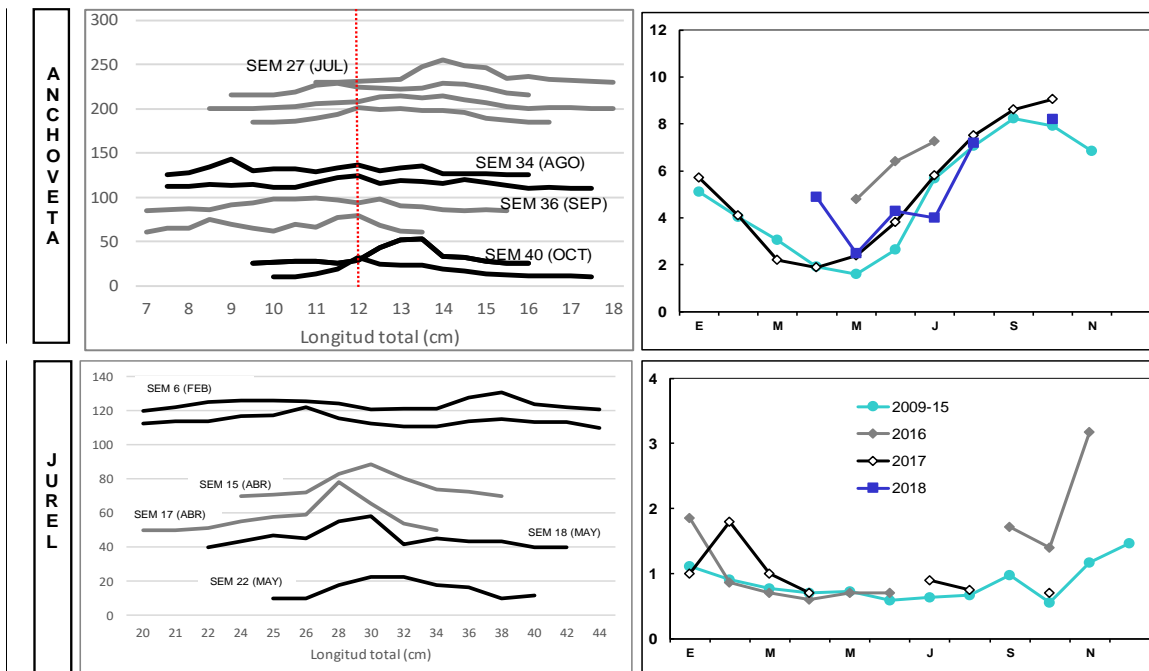 ANCHOVETA
300
250
200
150
100
50
0
SEM 27 (JUL)
SEM 34 (AGO)
SEM 36 (SEP)
SEM 40 (OCT)
7 8 9 10 11 12 13 14 15 16 17 18
Longitud total (cm)
12
10
8
6
4
2
0
E M M J S N
JUREL
140
120
100
80
60
40
20
0
SEM 6 (FEB)
SEM 15 (ABR)
SEM 17 (ABR)
SEM 18 (MAY)
SEM 22 (MAY)
20 21 22 24 25 26 28 30 32 34 36 38 40 42 44
Longitud total (cm)
4
3
2
1
0
2009-15
2016
2017
2018
E M M J S N